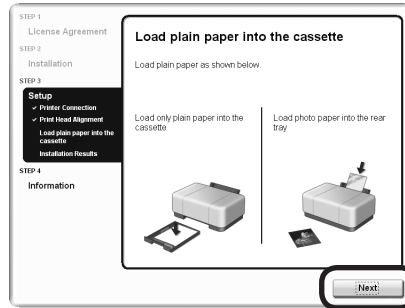 STEP 1
License Agreement
STEP 2
Installation
STEP 3
Setup
✓ Printer Connection
✓ Print Head Alignment
Load plain paper into the
cassette
Installation Results
STEP 4
Information
Load plain paper into the cassette
Load plain paper as shown below.
Load only plain paper into the
cassette
Load photo paper into the rear
tray
Next